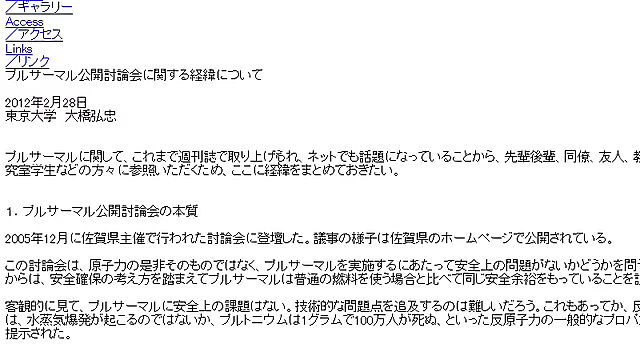 ／ギャラリー
Access
／アクセス
Links
／リンク
プルサーマル公開討論会に関する経緯について
2012年2月28日
東京大学　大橋弘忠
プルサーマルに関して、これまで週刊誌で取り上げられ、ネットでも話題になっていることから、先輩後輩、同僚、友人、
究室学生などの方々に参照いただくため、ここに経緯をまとめておきたい。
１．プルサーマル公開討論会の本質
2005年12月に佐賀県主催で行われた討論会に登壇した。議事の様子は佐賀県のホームページで公開されている。
この討論会は、原子力の是非そのものではなく、プルサーマルを実施するにあたって安全上の問題がないかどうかを問
からは、安全確保の考え方を踏まえてプルサーマルは普通の燃料を使う場合と比べて同じ安全余裕をもっていることを
客観的に見て、プルサーマルに安全上の課題はない。技術的な問題点を追及するのは難しいだろう。これもあってか、
は、水蒸気爆発が起こるのではないか、プルトニウムは1グラムで100万人が死ぬ、といった反原子力の一般的なプロパ
提示された。